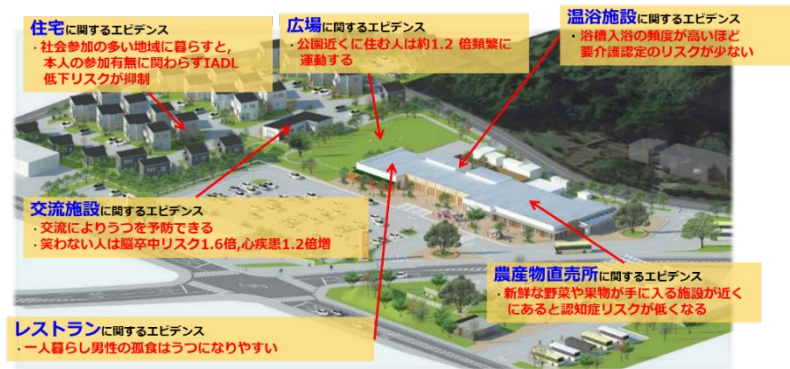 住宅に関するエビデンス
・社会参加の多い地域に暮らすと,
本人の参加有無に関わらずIADL
低下リスクが抑制
広場に関するエビデンス
・公園近くに住む人は約1.2 倍頻繁に
運動する
温浴施設に関するエビデンス
・浴槽入浴の頻度が高いほど
要介護認定のリスクが少ない
交流施設に関するエビデンス
・交流によりうつを予防できる
・笑わない人は脳卒中リスク1.6倍,心疾患1.2倍増
農産物直売所に関するエビデンス
・新鮮な野菜や果物が手に入る施設が近く
にあると認知症リスクが低くなる
レストランに関するエビデンス
・一人暮らし男性の孤食はうつになりやすい